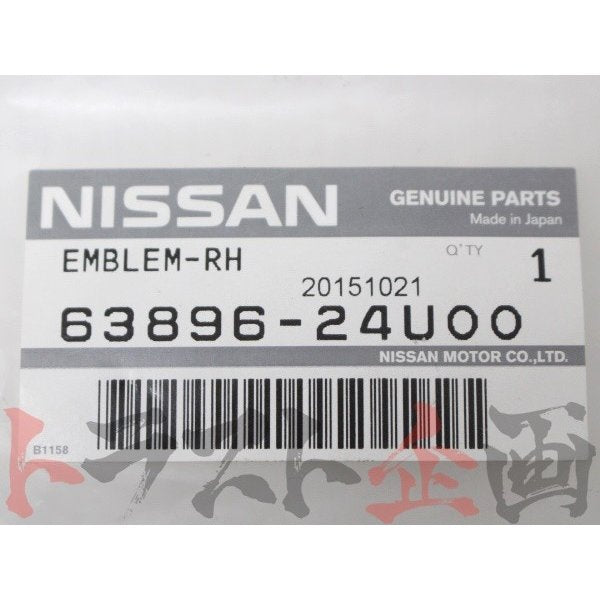 NISSAN
GENUINE PARTS
Made in Japan
EMBLEM-RH
Q'TY
1
20151021
63896-24U00
NISSAN MOTOR CO.,LTD.
B1158
トラスト企画